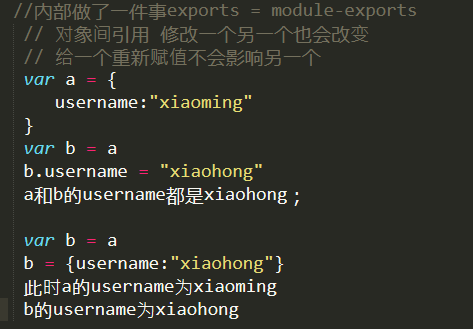 //内部做了一件事exports = module-exports
// 对象间引用 修改一个另一个也会改变
// 给一个重新赋值不会影响另一个
var a = {
username:"xiaoming"
}
var b = a
b.username = "xiaohong"
a和b的username都是xiaohong;
var b = a
b = {username:"xiaohong"}
此时a的username为xiaoming
b的username为xiaohong